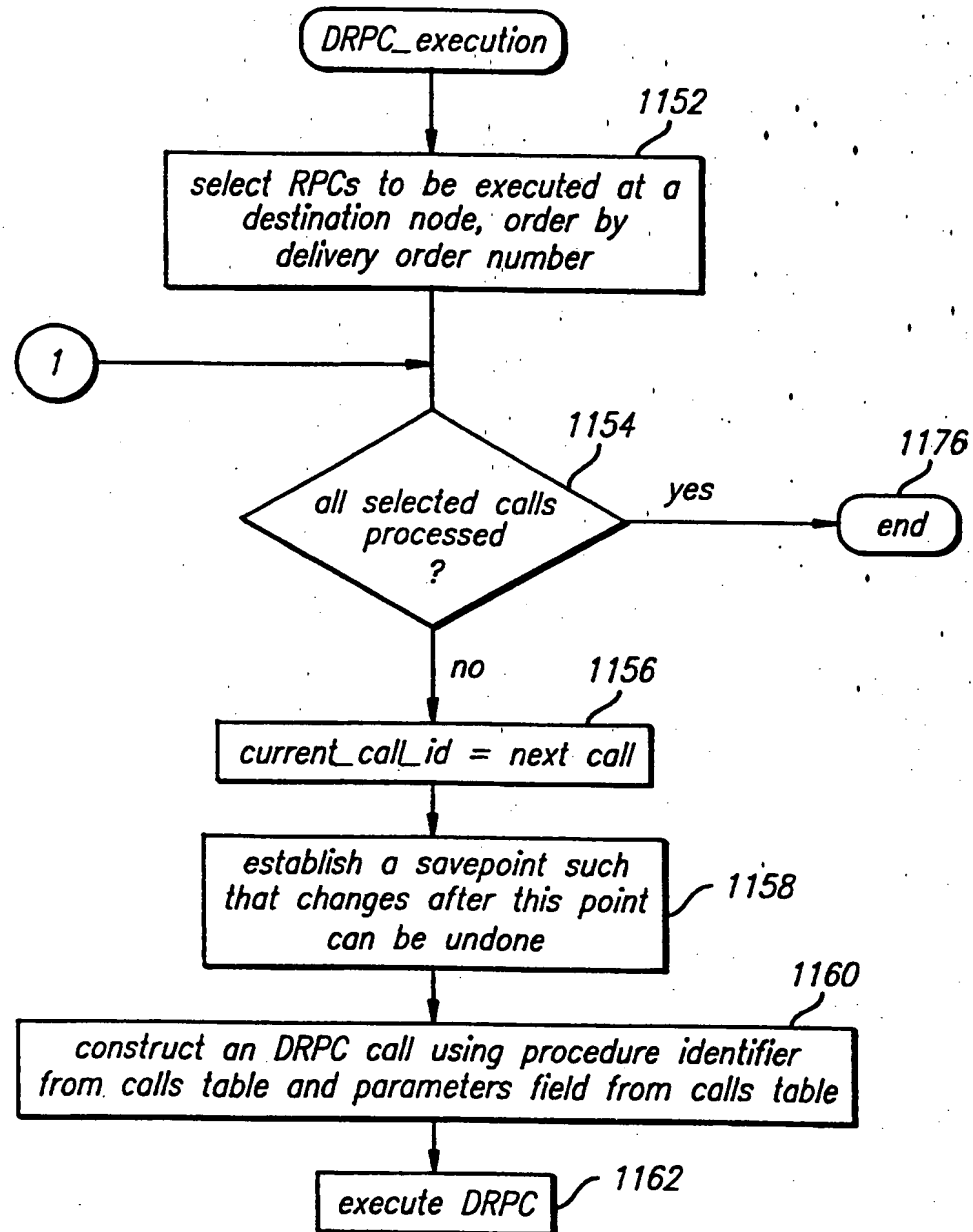 DRPC_execution
1152
select RPCs to be executed at a
destination node, order by
delivery order number
1
1154
all selected calls
processed
?
yes
1176
end
no
1156
current_call_id = next call
establish a savepoint such
that changes after this point
can be undone
1158
1160
construct an DRPC call using procedure identifier
from calls table and parameters field from calls table
execute DRPC
1162